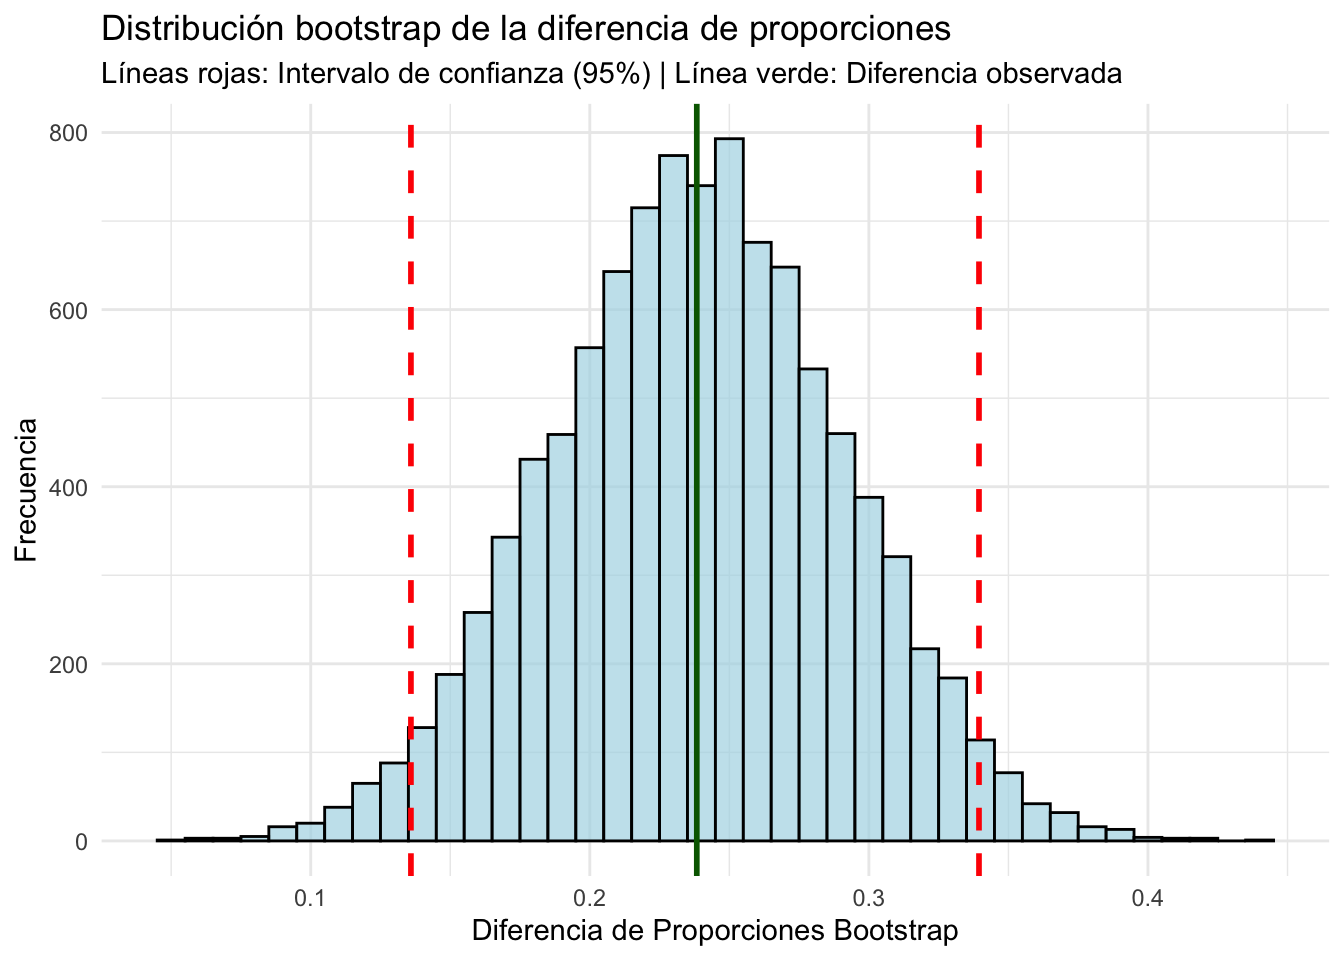 Distribución bootstrap de la diferencia de proporciones
Líneas rojas: Intervalo de confianza (95%) | Línea verde: Diferencia observada
800
600
400
200
0
Frecuencia
0.1
0.2
0.3
0.4
Diferencia de Proporciones Bootstrap